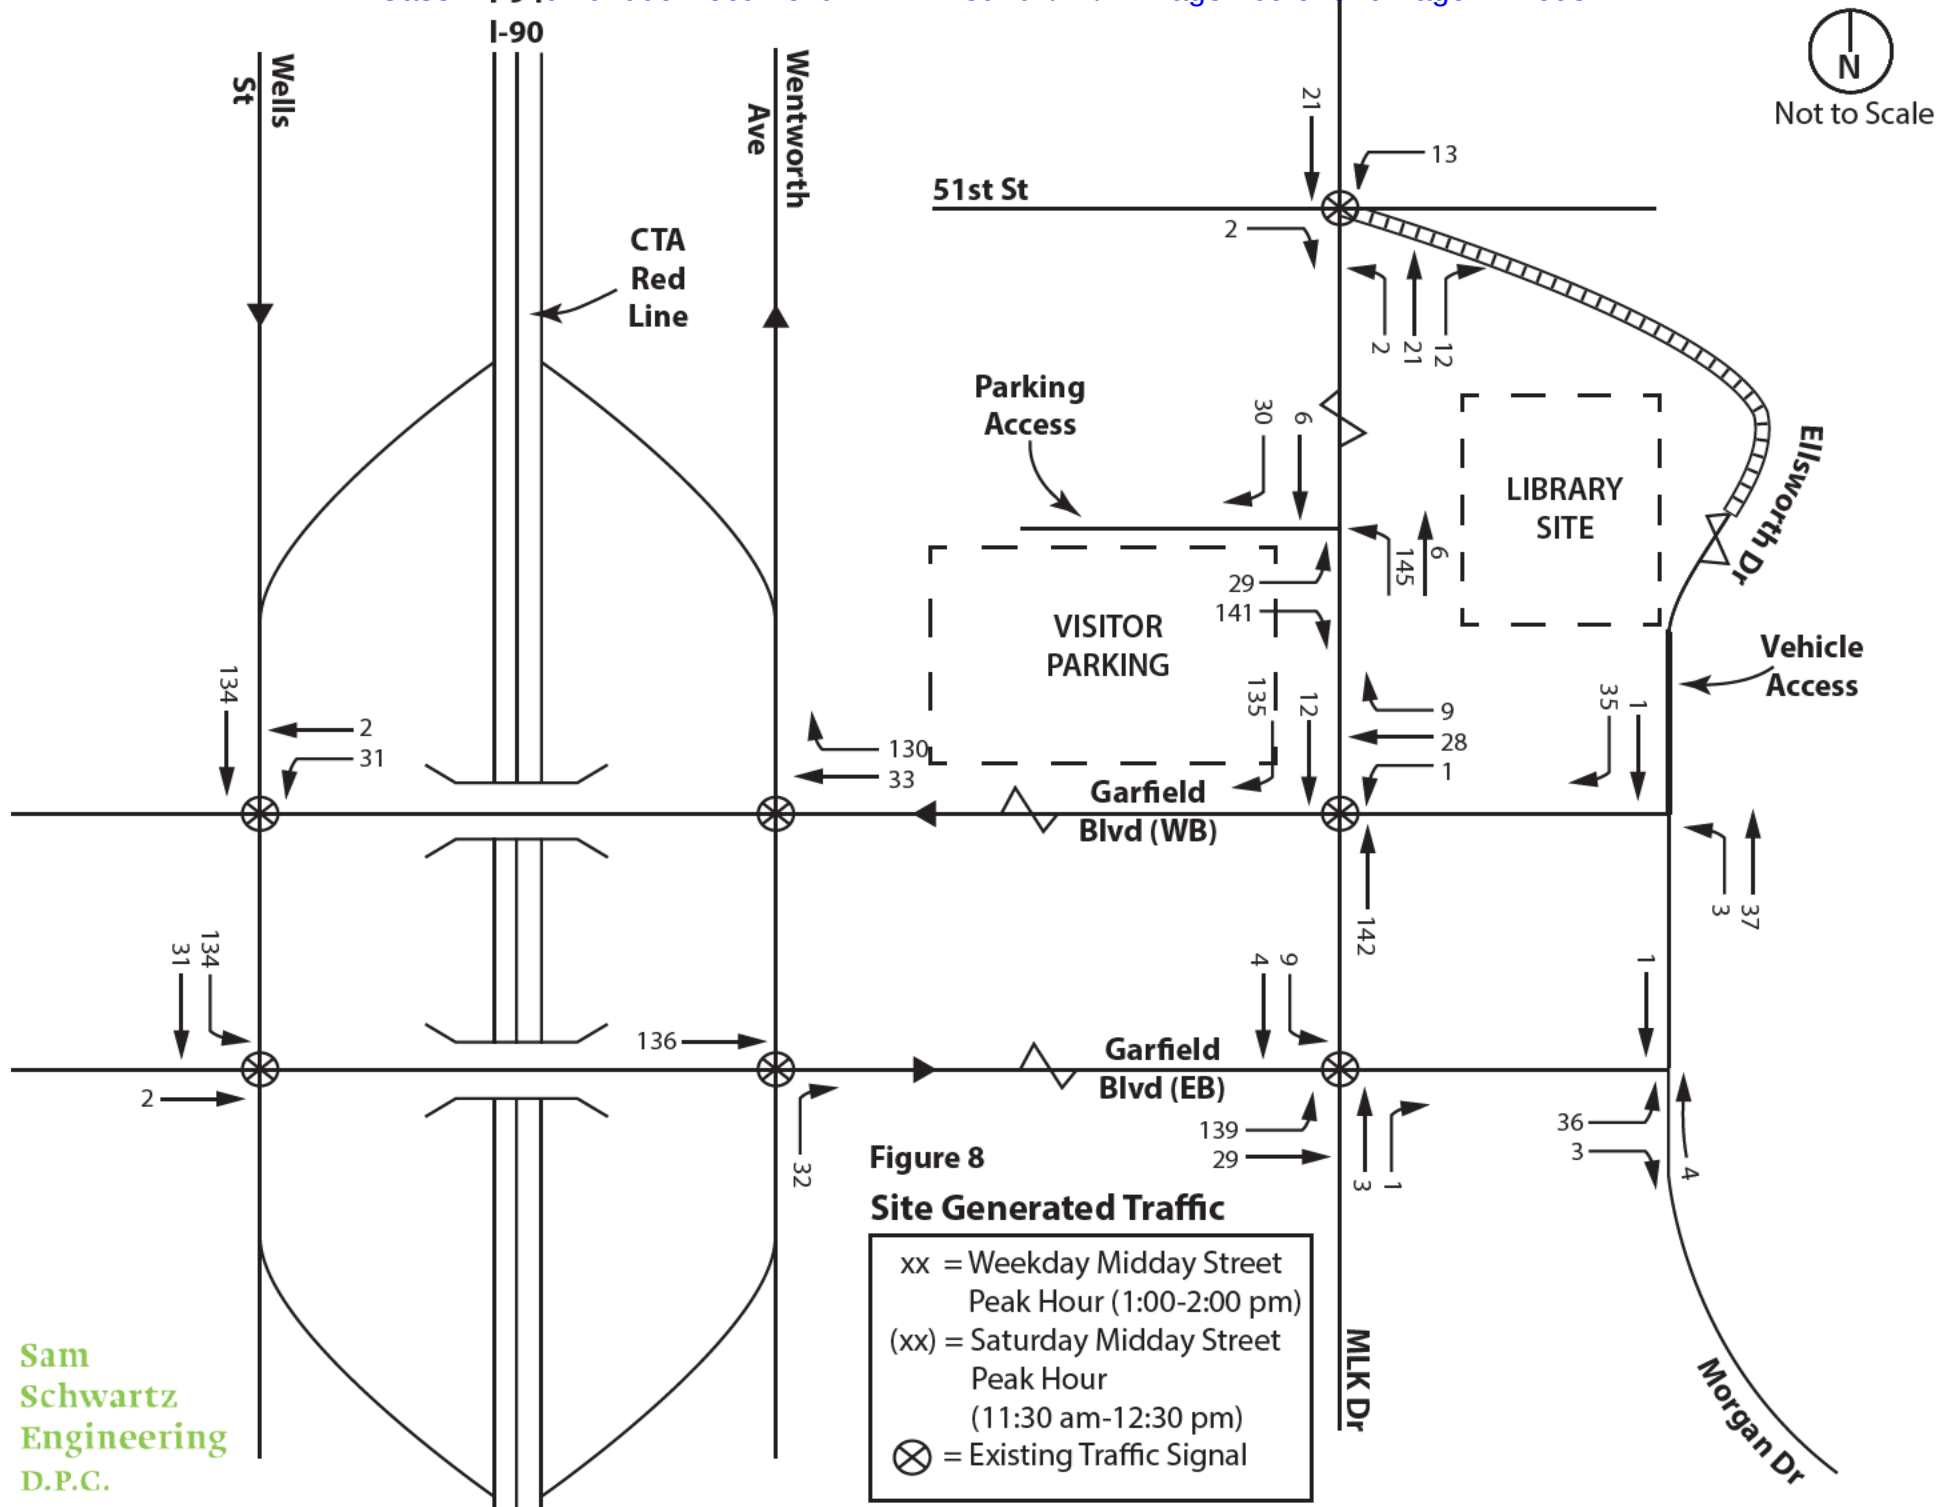 I-90
Wells
St
Wentworth
Ave
N
Not to Scale
21
13
51st St
2
2
21
12
CTA
Red
Line
Parking
Access
30
6
LIBRARY
SITE
Ellsworth Dr
145
6
29
141
VISITOR
PARKING
Vehicle
Access
134
2
31
130
33
135
12
9
28
1
35
1
Garfield
Blvd (WB)
142
3
37
31
134
136
4
9
1
Garfield
Blvd (EB)
2
32
139
29
3
1
36
3
4
Figure 8
Site Generated Traffic
xx = Weekday Midday Street
Peak Hour (1:00-2:00 pm)
(xx) = Saturday Midday Street
Peak Hour
(11:30 am-12:30 pm)
= Existing Traffic Signal
MLK Dr
Morgan Dr
Sam
Schwartz
Engineering
D.P.C.